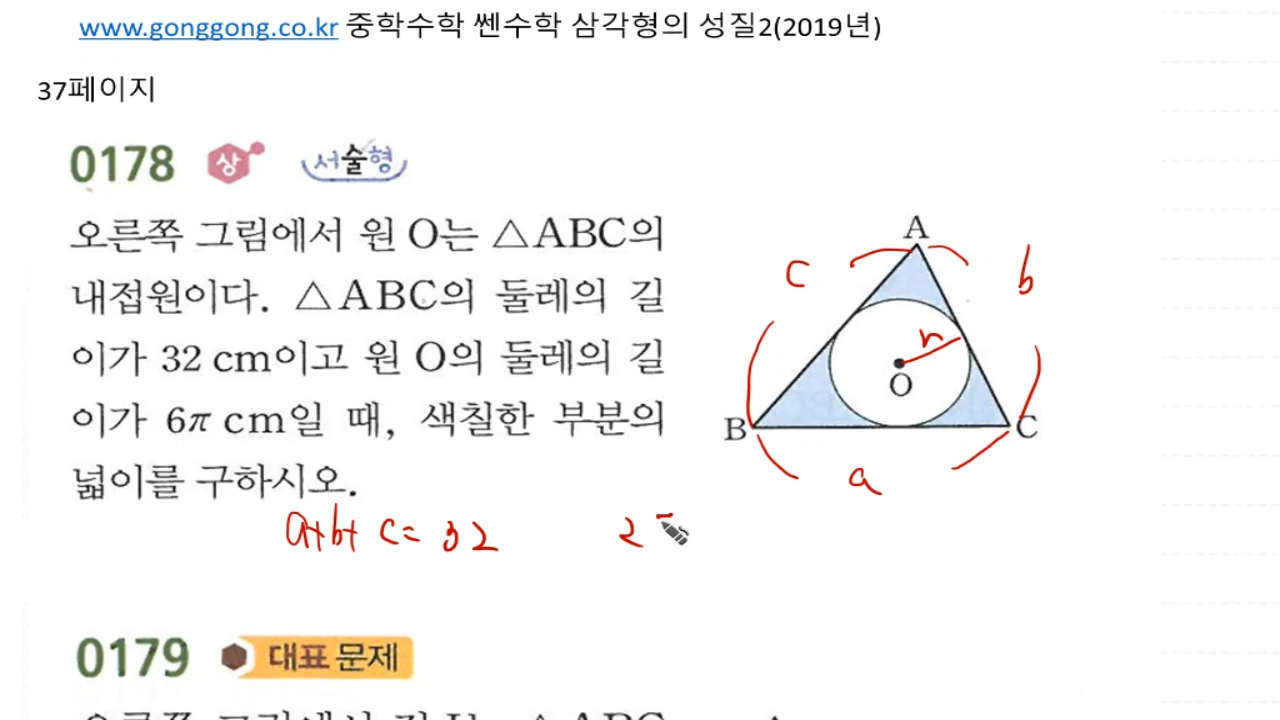 www.gonggong.co.kr 중학수학 쎈수학 삼각형의 성질2(2019년)
37페이지
0178 상 서술형
오른쪽 그림에서 원 O는 △ABC의
내접원이다. △ABC의 둘레의 길
이가 32 cm이고 원 O의 둘레의 길
이가 6π cm일 때, 색칠한 부분의
넓이를 구하시오.
A
c
b
r
O
B
C
a
a+b+c=32
2
0179 대표 문제